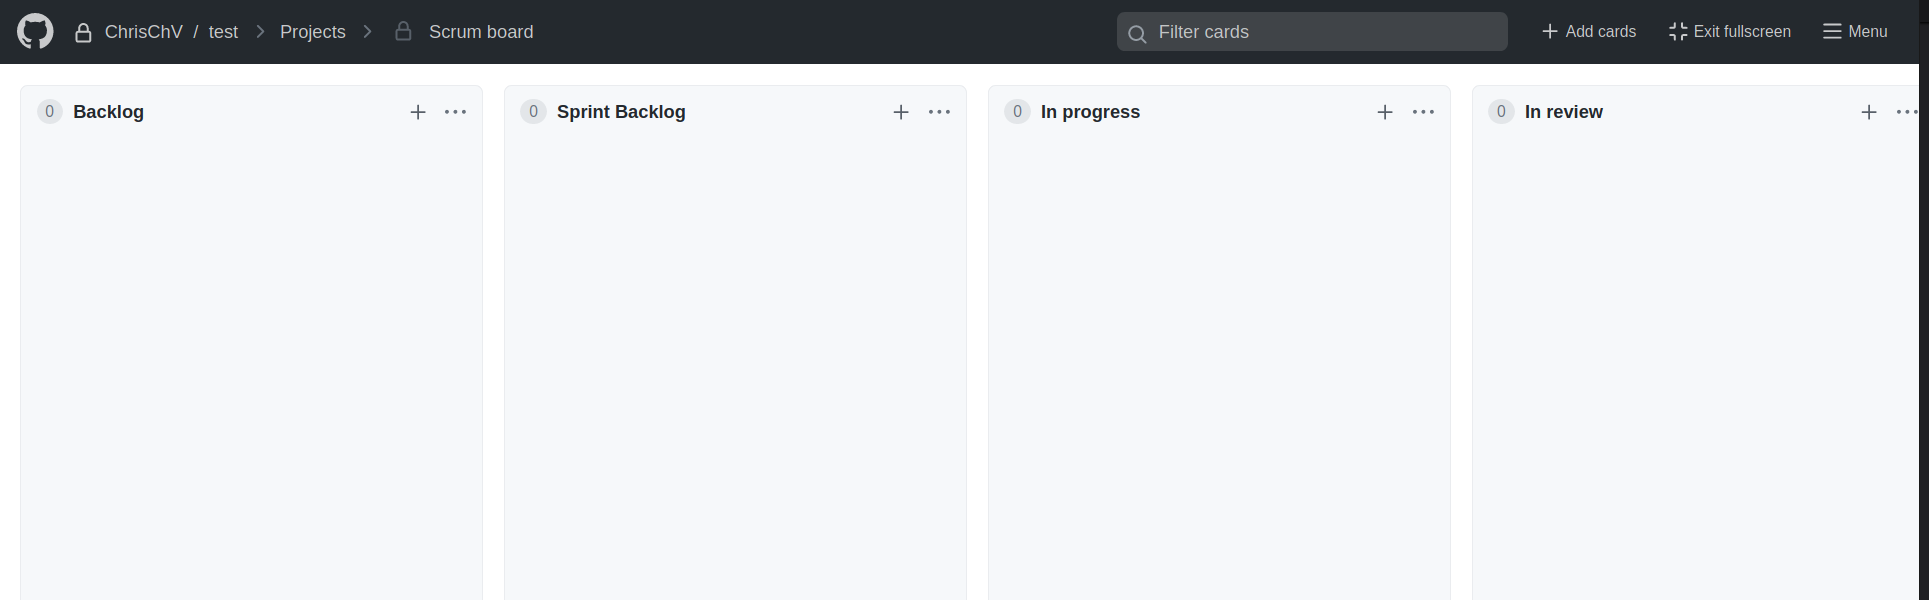 ChrisChV / test > Projects > Scrum board Filter cards + Add cards Exit fullscreen Menu
0 Backlog + ... 0 Sprint Backlog + ... 0 In progress + ... 0 In review + ...